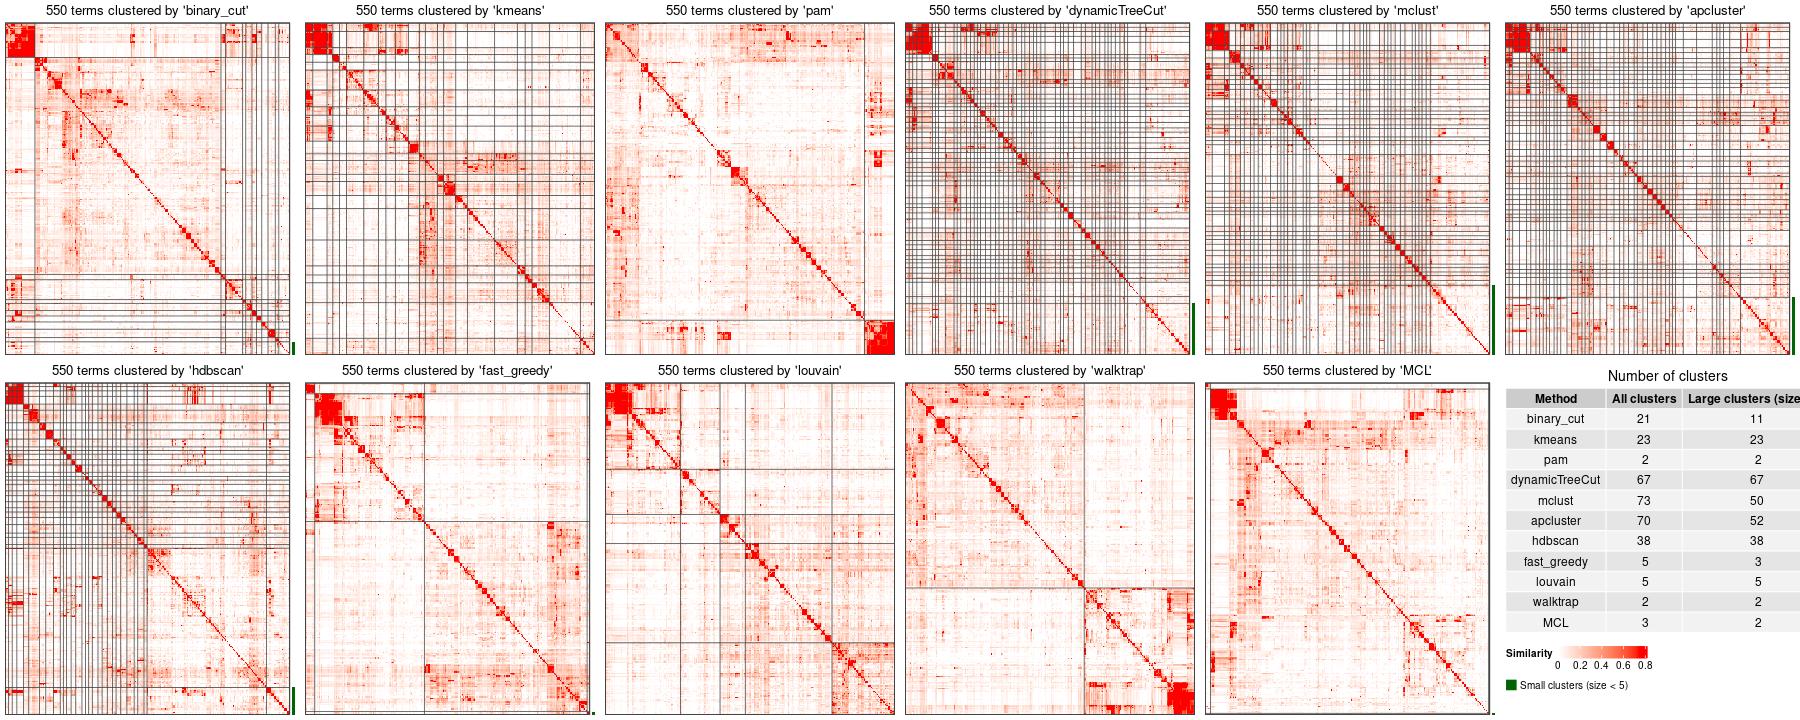 550 terms clustered by 'binary_cut'
550 terms clustered by 'kmeans'
550 terms clustered by 'pam'
550 terms clustered by 'dynamicTreeCut'
550 terms clustered by 'mclust'
550 terms clustered by 'apcluster'
550 terms clustered by 'hdbscan'
550 terms clustered by 'fast_greedy'
550 terms clustered by 'louvain'
550 terms clustered by 'walktrap'
550 terms clustered by 'MCL'
Number of clusters
Method All clusters Large clusters (size
binary_cut 21 11
kmeans 23 23
pam 2 2
dynamicTreeCut 67 67
mclust 73 50
apcluster 70 52
hdbscan 38 38
fast_greedy 5 3
louvain 5 5
walktrap 2 2
MCL 3 2
Similarity
0 0.2 0.4 0.6 0.8
Small clusters (size < 5)